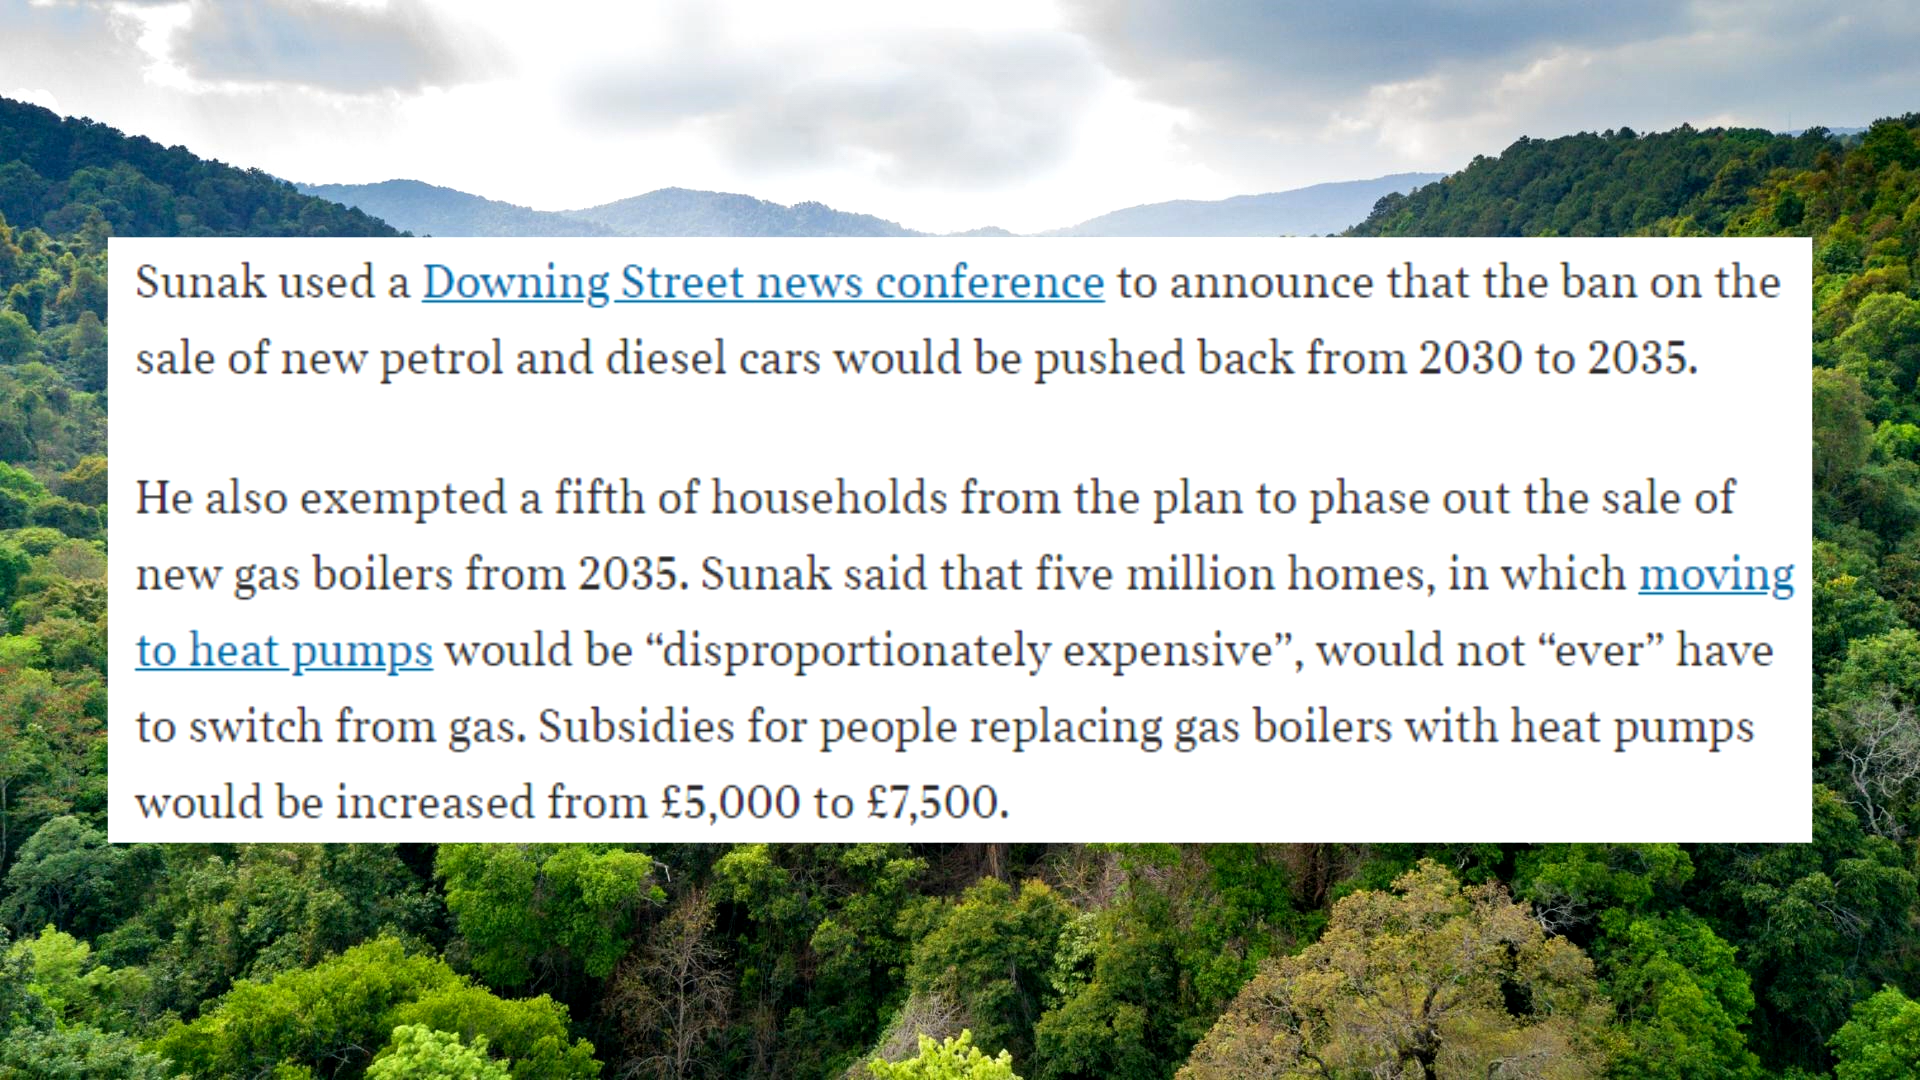 Sunak used a Downing Street news conference to announce that the ban on the
sale of new petrol and diesel cars would be pushed back from 2030 to 2035.
He also exempted a fifth of households from the plan to phase out the sale of
new gas boilers from 2035. Sunak said that five million homes, in which moving
to heat pumps would be “disproportionately expensive”, would not “ever” have
to switch from gas. Subsidies for people replacing gas boilers with heat pumps
would be increased from £5,000 to £7,500.